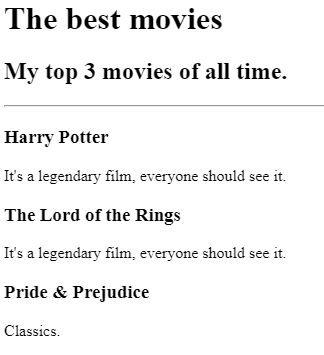 The best movies
My top 3 movies of all time.
Harry Potter
It's a legendary film, everyone should see it.
The Lord of the Rings
It's a legendary film, everyone should see it.
Pride & Prejudice
Classics.